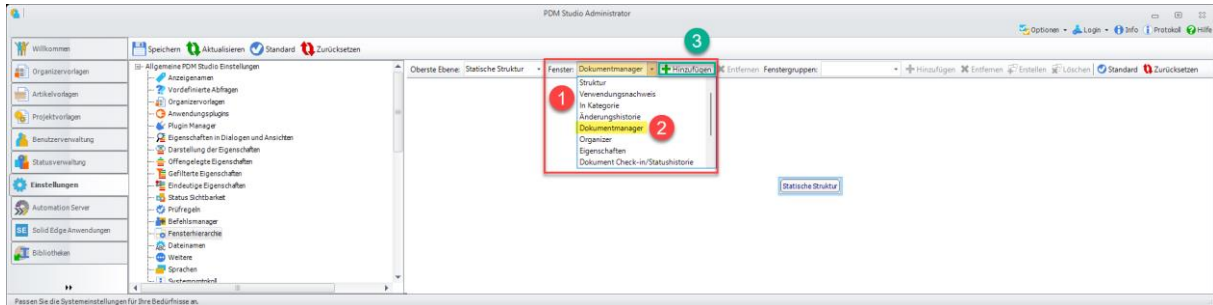 PDM Studio Administrator
Optionen Login Info Protokoll Hilfe
Willkommen
Organizervorlagen
Artikelvorlagen
Projektvorlagen
Benutzerverwaltung
Statusverwaltung
Einstellungen
Automation Server
Solid Edge Anwendungen
Bibliotheken
Speichern Aktualisieren Standard Zurücksetzen
Allgemeine PDM Studio Einstellungen
Anzeigenamen
Vordefinierte Abfragen
Organizervorlagen
Anwendungsplugins
Plugin Manager
Eigenschaften in Dialogen und Ansichten
Darstellung der Eigenschaften
Offengelegte Eigenschaften
Gefilterte Eigenschaften
Eindeutige Eigenschaften
Status Sichtbarkeit
Prüfregeln
Befehlsmanager
Fensterhierarchie
Dateinamen
Weitere
Sprachen
Systemprotokoll
3
Oberste Ebene: Statische Struktur Fenster: Dokumentmanager Hinzufügen Entfernen Fenstergruppen: Hinzufügen Entfernen Erstellen Löschen Standard Zurücksetzen
Struktur
Verwendungsnachweis
1
In Kategorie
Änderungshistorie
Dokumentmanager
2
Organizer
Eigenschaften
Dokument Check-in/Statushistorie
Statische Struktur
Passen Sie die Systemeinstellungen für Ihre Bedürfnisse an.